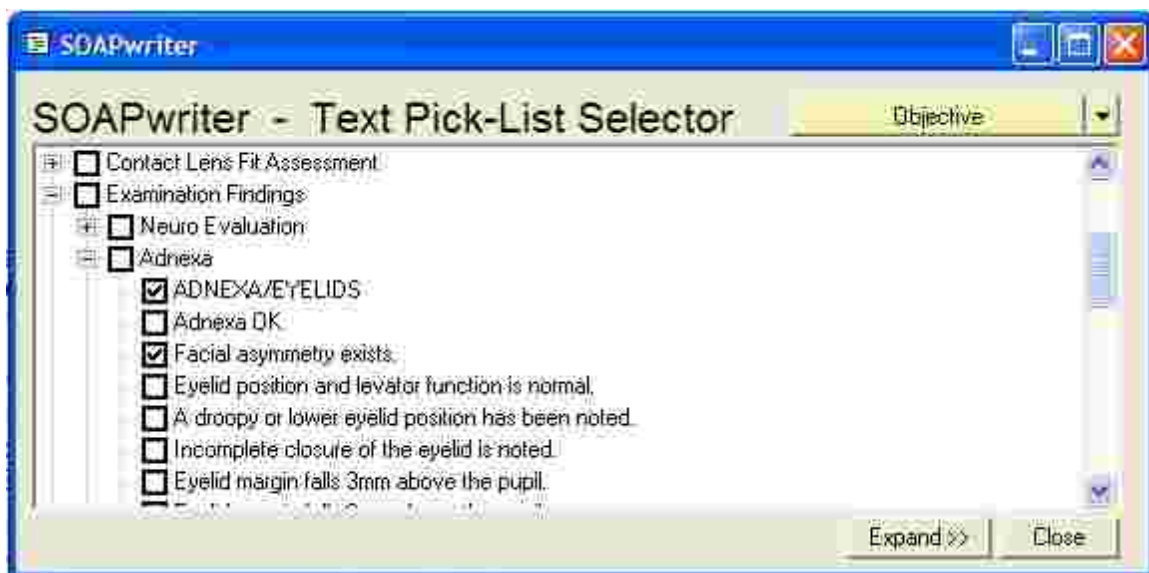 SOAPwriter
SOAPwriter - Text Pick-List Selector
Objective
Contact Lens Fit Assessment
Examination Findings
Neuro Evaluation
Adnexa
ADNEXA/EYELIDS
Adnexa OK.
Facial asymmetry exists.
Eyelid position and levator function is normal.
A droopy or lower eyelid position has been noted.
Incomplete closure of the eyelid is noted.
Eyelid margin falls 3mm above the pupil.
Expand >>
Close